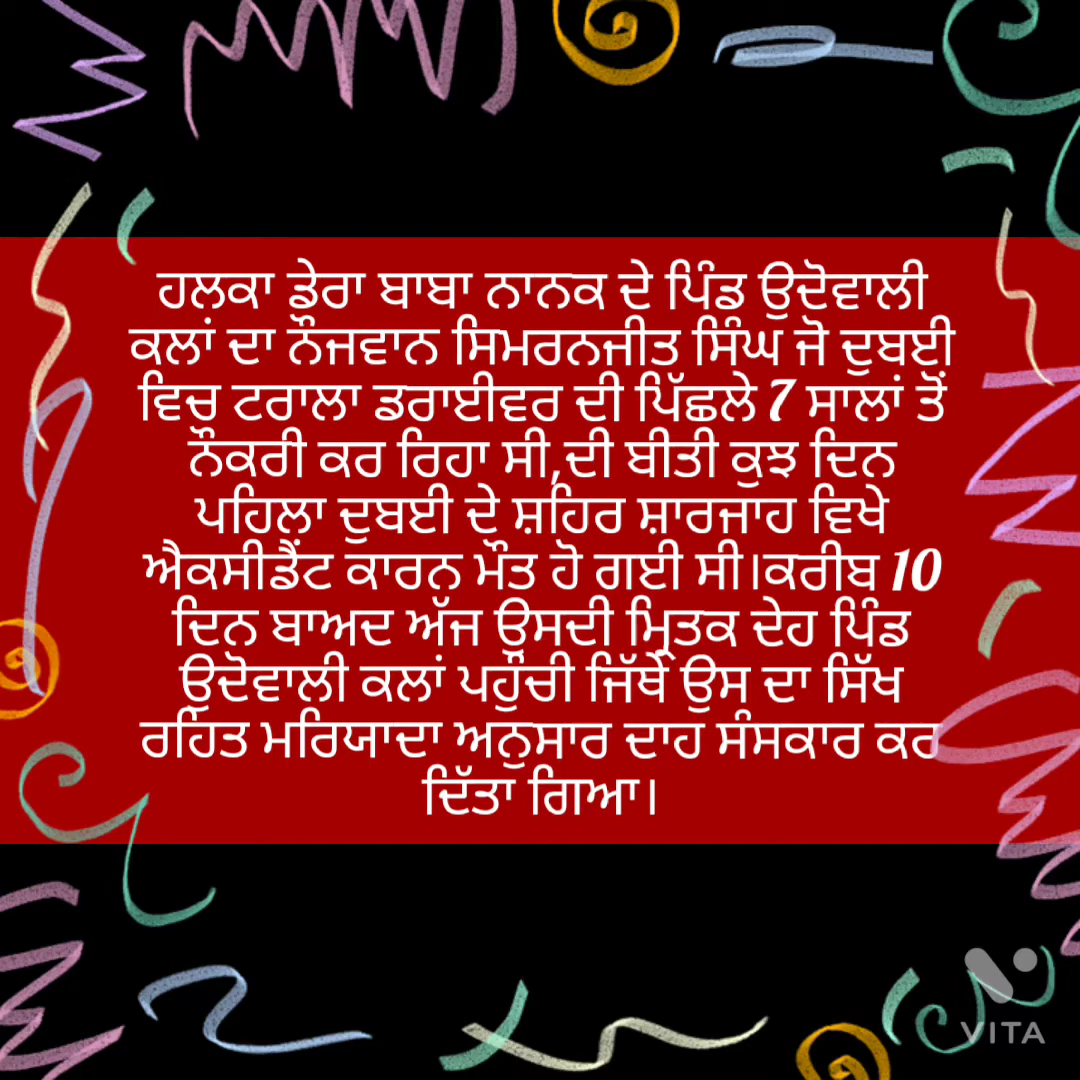 ਹਲ਼ਕਾ ਡੇਰਾ ਬਾਬਾ ਨਾਨਕ ਦੇ ਪਿੰਡ ਉਦੋਵਾਲੀ
ਕਲਾਂ ਦਾ ਨੌਜਵਾਨ ਸਿਮਰਨਜੀਤ ਸਿੰਘ ਜੋ ਦੁਬਈ
ਵਿਚ ਟਰਾਲਾ ਡਰਾਈਵਰ ਦੀ ਪਿੱਛਲੇ 7 ਸਾਲਾਂ ਤੋਂ
ਨੌਕਰੀ ਕਰ ਰਿਹਾ ਸੀ,ਦੀ ਬੀਤੀ ਕੁਝ ਦਿਨ
ਪਹਿਲਾ ਦੁਬਈ ਦੇ ਸ਼ਹਿਰ ਸ਼ਾਰਜਾਹ ਵਿਖੇ
ਐਕਸੀਡੈਂਟ ਕਾਰਨ ਮੌਤ ਹੋ ਗਈ ਸੀ।ਕਰੀਬ 10
ਦਿਨ ਬਾਅਦ ਅੱਜ ਉਸਦੀ ਮ੍ਰਿਤਕ ਦੇਹ ਪਿੰਡ
ਉਦੋਵਾਲੀ ਕਲਾਂ ਪਹੁੰਚੀ ਜਿੱਥੇ ਉਸ ਦਾ ਸਿੱਖ
ਰਹਿਤ ਮਰਿਯਾਦਾ ਅਨੁਸਾਰ ਦਾਹ ਸੰਸਕਾਰ ਕਰ
ਦਿੱਤਾ ਗਿਆ।
VITA